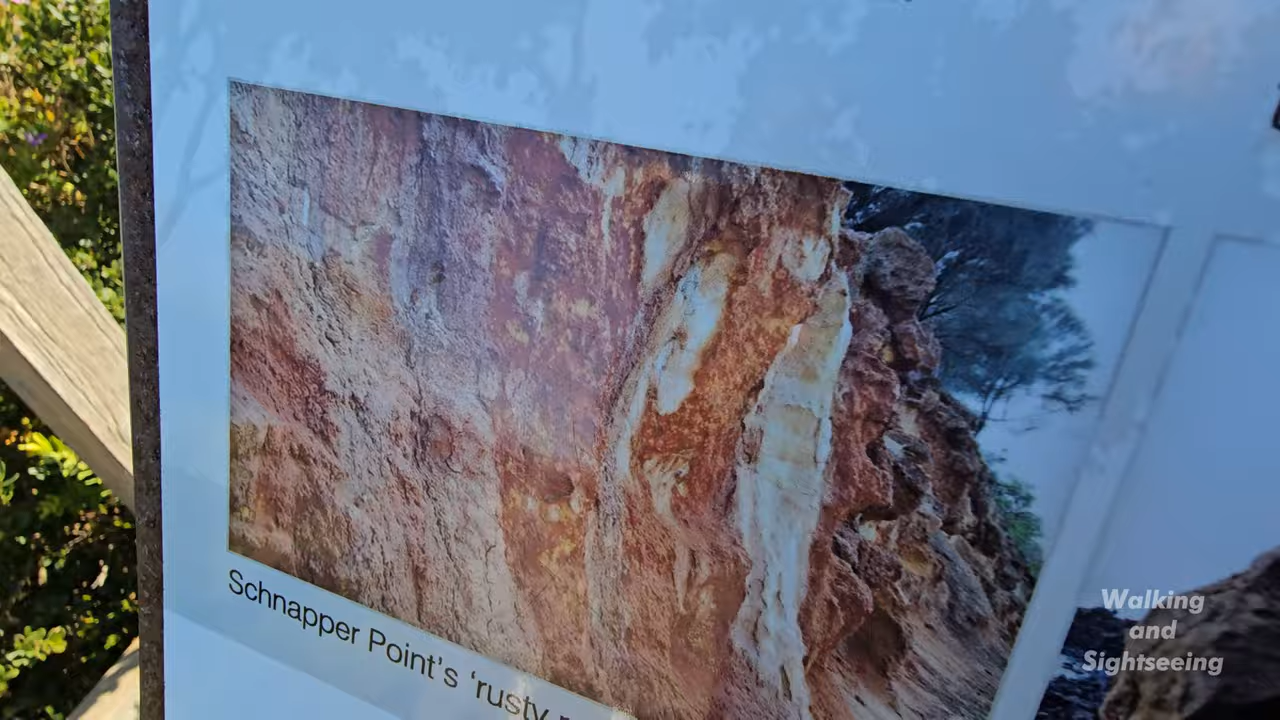 Schnapper Point's ‘rusty
Walking
and
Sightseeing